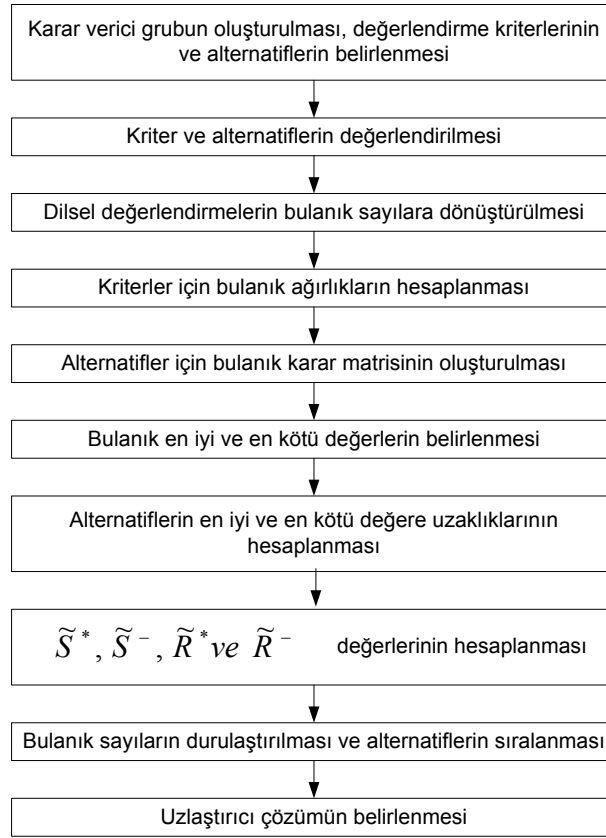 Karar verici grubun oluşturulması, değerlendirme kriterlerinin
ve alternatiflerin belirlenmesi
Kriter ve alternatiflerin değerlendirilmesi
Dilsel değerlendirmelerin bulanık sayılara dönüştürülmesi
Kriterler için bulanık ağırlıkların hesaplanması
Alternatifler için bulanık karar matrisinin oluşturulması
Bulanık en iyi ve en kötü değerlerin belirlenmesi
Alternatiflerin en iyi ve en kötü değere uzaklıklarının
hesaplanması
S̃ *, S̃ −, R̃ * ve R̃ − değerlerinin hesaplanması
Bulanık sayıların durulaştırılması ve alternatiflerin sıralanması
Uzlaştırıcı çözümün belirlenmesi